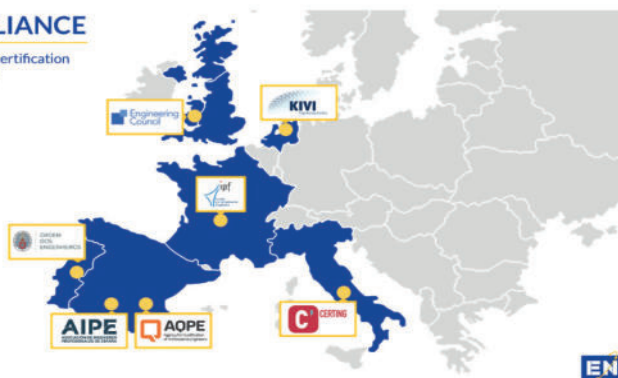 LIANCE
ertification
KIVI
Engineering
Council
ipf
ORDEM
DOS
ENGENHEIROS
AIPE
AQPE
C CERTING
EN